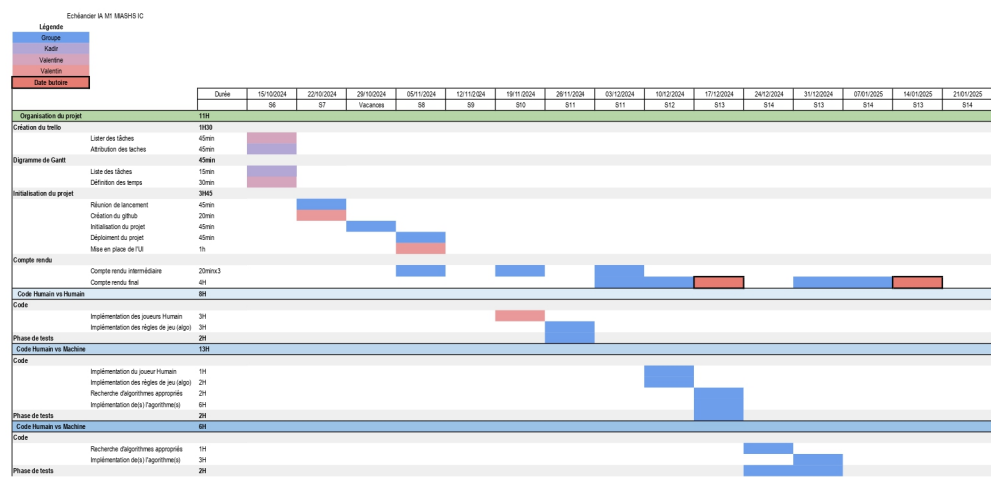 Echéancier IA M1 MIASHS IC
Légende
Groupe
Kadir
Valentine
Valentin
Date butoire
Durée 15/10/2024 22/10/2024 29/10/2024 05/11/2024 12/11/2024 19/11/2024 26/11/2024 03/12/2024 10/12/2024 17/12/2024 24/12/2024 31/12/2024 07/01/2025 14/01/2025 21/01/2025
S6 S7 Vacances S8 S9 S10 S11 S11 S12 S13 S14 S13 S14 S13 S14
Organisation du projet 11H
Création du trello 1H30
Lister des tâches 45min
Attribution des taches 45min
Digramme de Gantt 45min
Liste des tâches 15min
Définition des temps 30min
Initialisation du projet 3H45
Réunion de lancement 45min
Création du github 20min
Initialisation du projet 45min
Déploiment du projet 45min
Mise en place de l'UI 1h
Compte rendu
Compte rendu intermédiaire 20minx3
Compte rendu final 4H
Code Humain vs Humain 8H
Code
Implémentation des joueurs Humain 3H
Implémentation des règles de jeu (algo) 3H
Phase de tests 2H
Code Humain vs Machine 13H
Code
Implémentation du joueur Humain 1H
Implémentation des règles de jeu (algo) 2H
Recherche d'algorithmes appropriés 2H
Implémentation de(s) l'agorithme(s) 6H
Phase de tests 2H
Code Humain vs Machine 6H
Code
Recherche d'algorithmes appropriés 1H
Implémentation de(s) l'agorithme(s) 3H
Phase de tests 2H